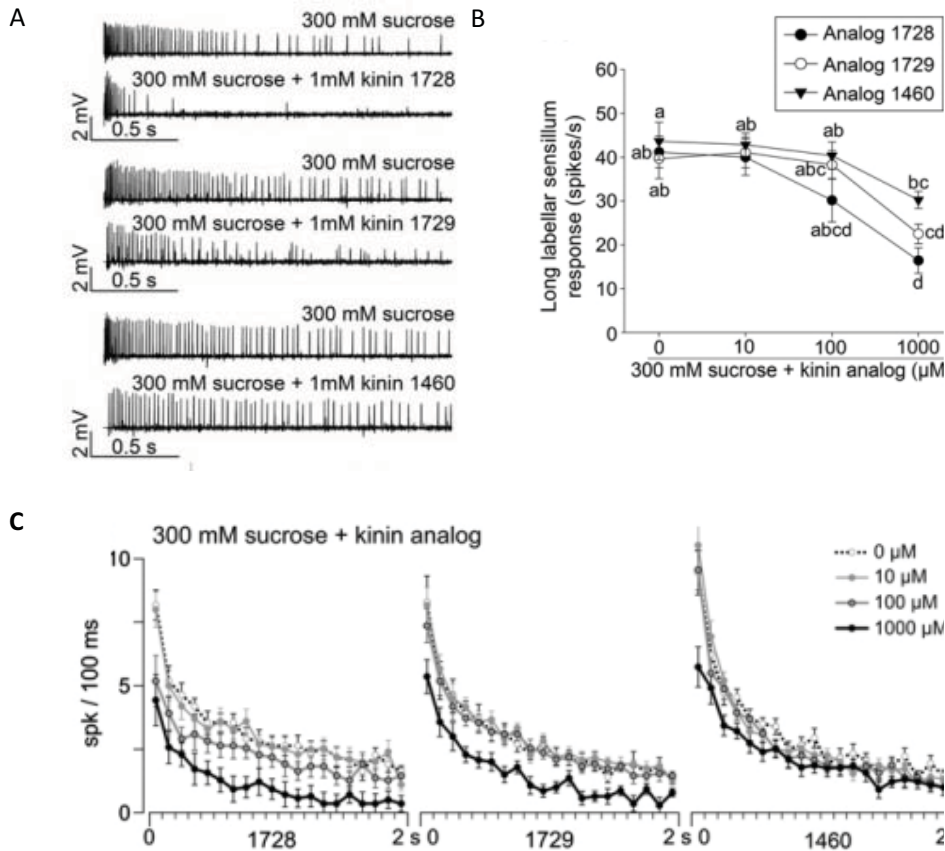 A
300 mM sucrose
300 mM sucrose + 1mM kinin 1728
2 mV
0.5 s
300 mM sucrose
300 mM sucrose + 1mM kinin 1729
2 mV
0.5 s
300 mM sucrose
300 mM sucrose + 1mM kinin 1460
2 mV
0.5 s
B
Analog 1728
Analog 1729
Analog 1460
Long labellar sensillum
response (spikes/s)
60
50
40
30
20
10
0
a
ab
ab
ab
ab
abc
abcd
bc
cd
d
0 10 100 1000
300 mM sucrose + kinin analog (µM
C
300 mM sucrose + kinin analog
spk / 100 ms
10
5
0
0 µM
10 µM
100 µM
1000 µM
0 1728 2 s
0 1729 2 s
0 1460 2